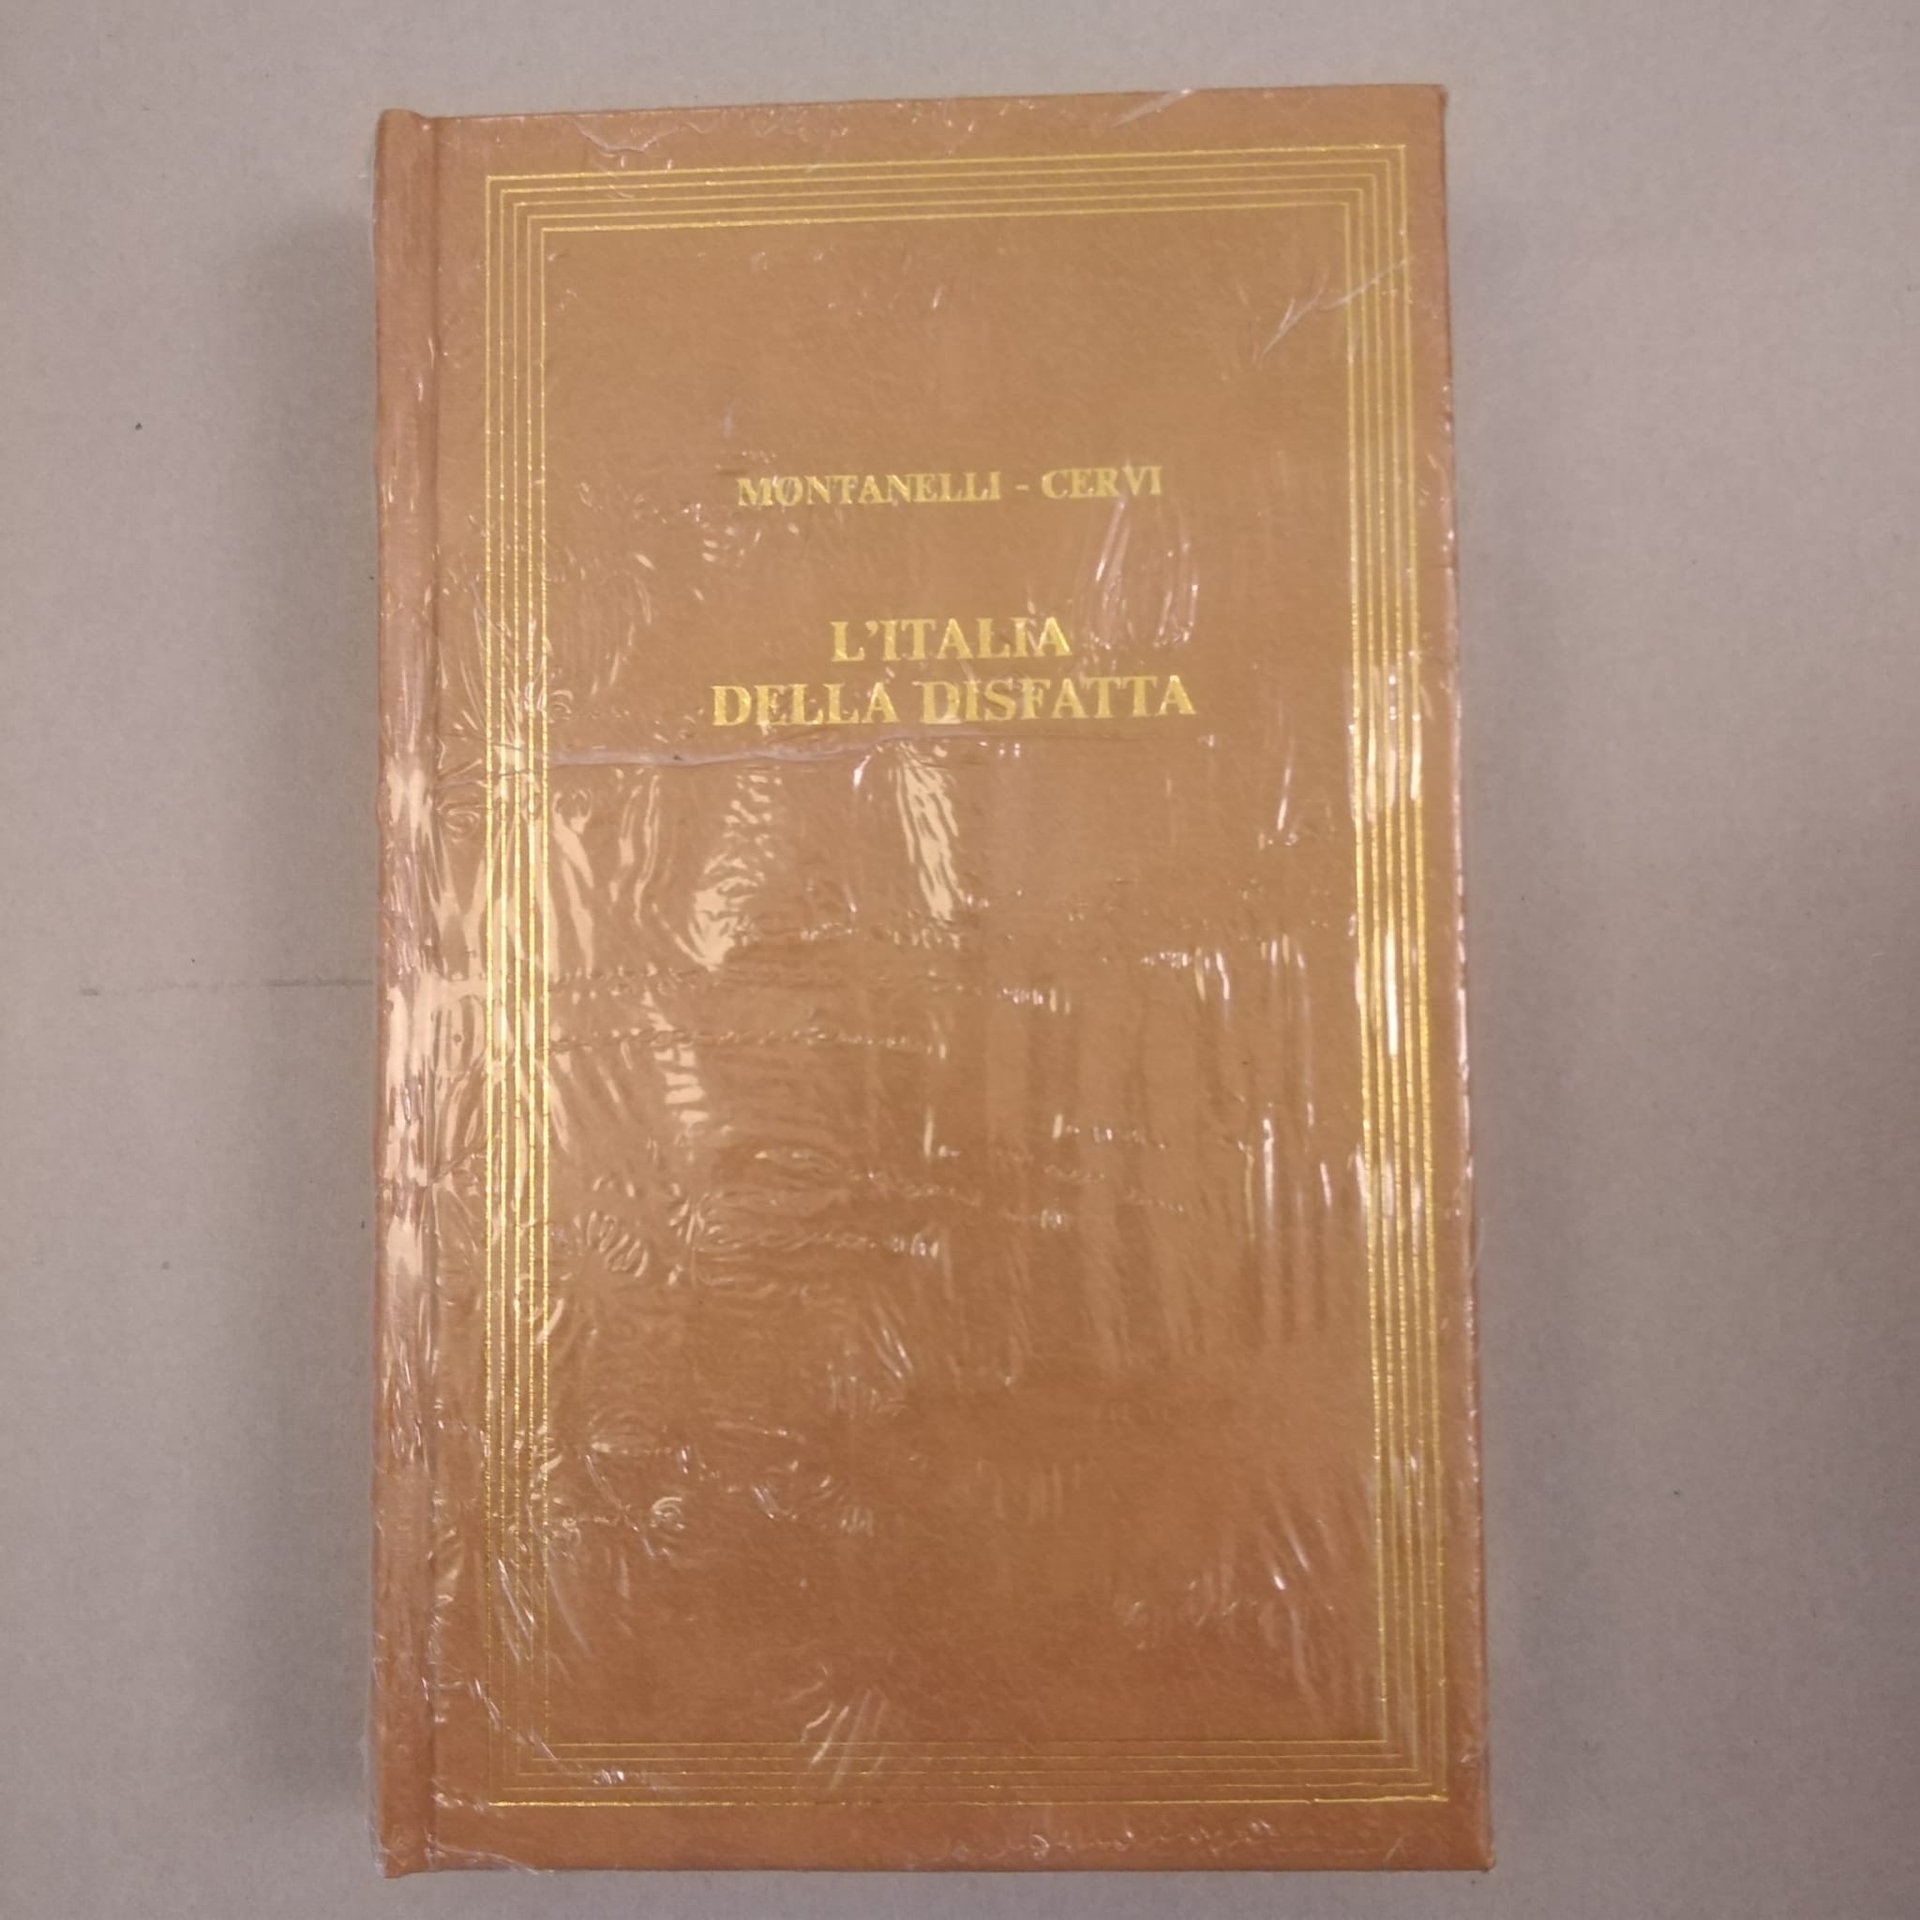 MONTANELLI - CERVI
L'ITALIA
DELLA DISFATTA